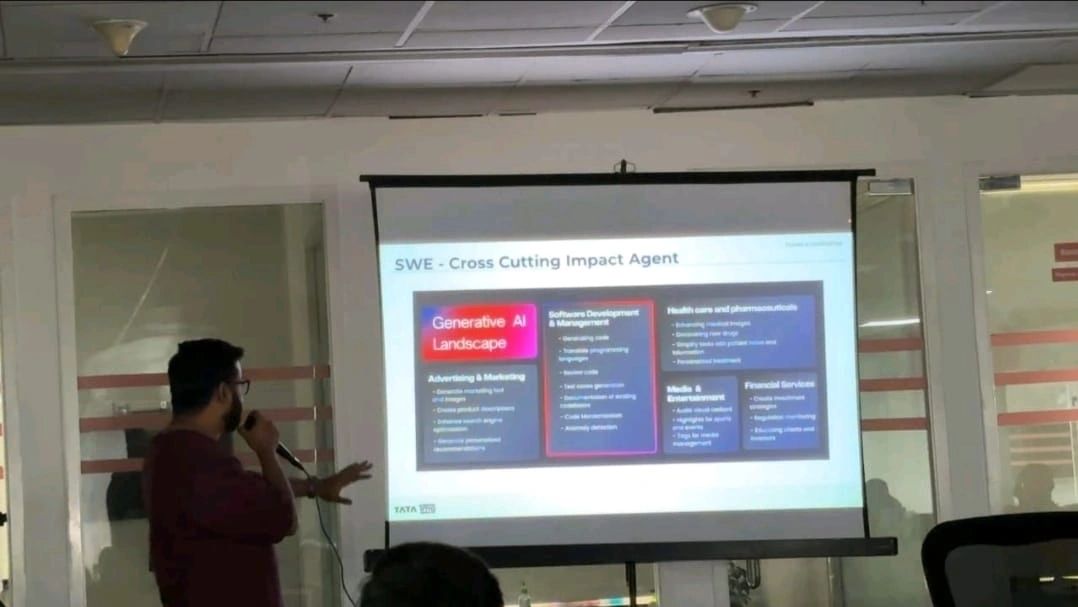 SWE - Cross Cutting Impact Agent
Generative AI
Landscape
Advertising & Marketing
- Generate marketing text
and images
- Create product descriptions
- Enhance search engine
optimization
- Generate personalized
recommendations
Software Development
& Management
- Generating code
- Translate programming
languages
- Review code
- Test cases generation
- Documentation of existing
codebases
- Code Modernization
- Anomaly detection
Health care and pharmaceuticals
- Enhancing medical images
- Discovering new drugs
- Simplify tasks with patient notes and
information
- Personalized treatment
Media &
Entertainment
- Audio visual content
- Highlights for sports
and events
- Tags for media
management
Financial Services
- Create investment
strategies
- Regulation monitoring
- Educating clients and
investors
TATA